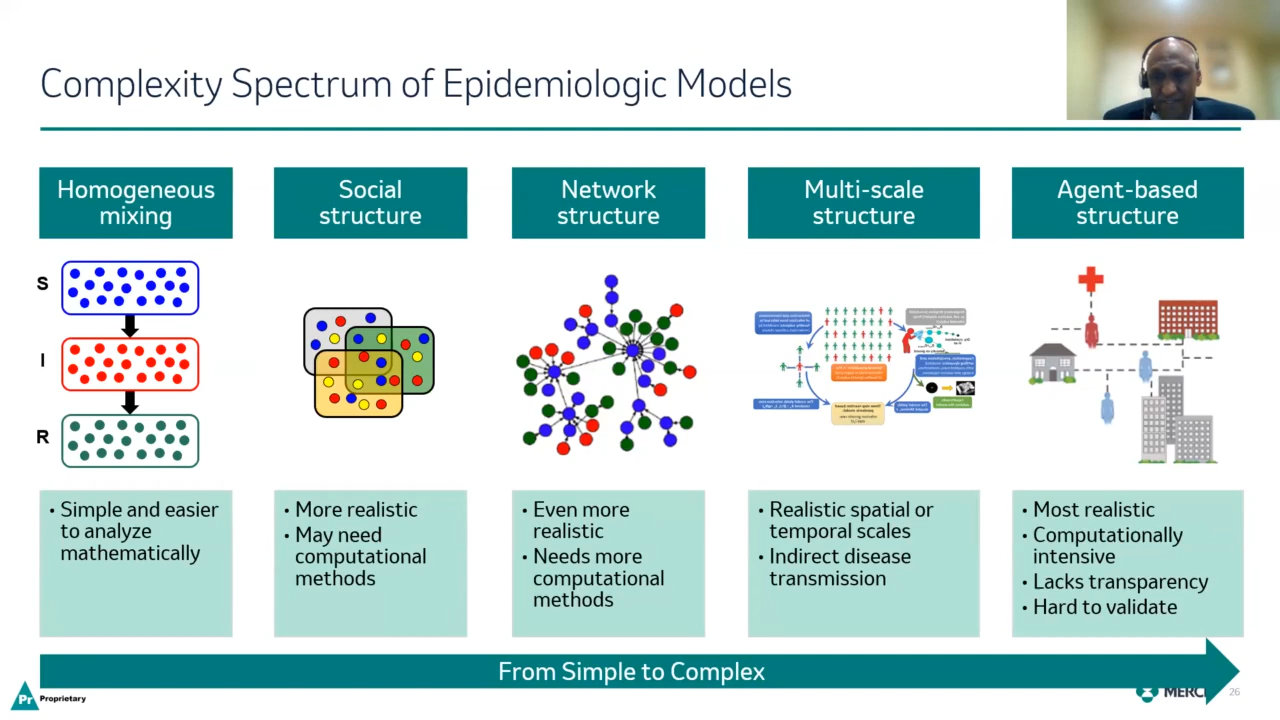 Complexity Spectrum of Epidemiologic Models
Homogeneous
mixing
Social
structure
Network
structure
Multi-scale
structure
Agent-based
structure
S
I
R
• Simple and easier
to analyze
mathematically
• More realistic
• May need
computational
methods
• Even more
realistic
• Needs more
computational
methods
• Realistic spatial or
temporal scales
• Indirect disease
transmission
• Most realistic
• Computationally
intensive
• Lacks transparency
• Hard to validate
From Simple to Complex
Pr Proprietary
26